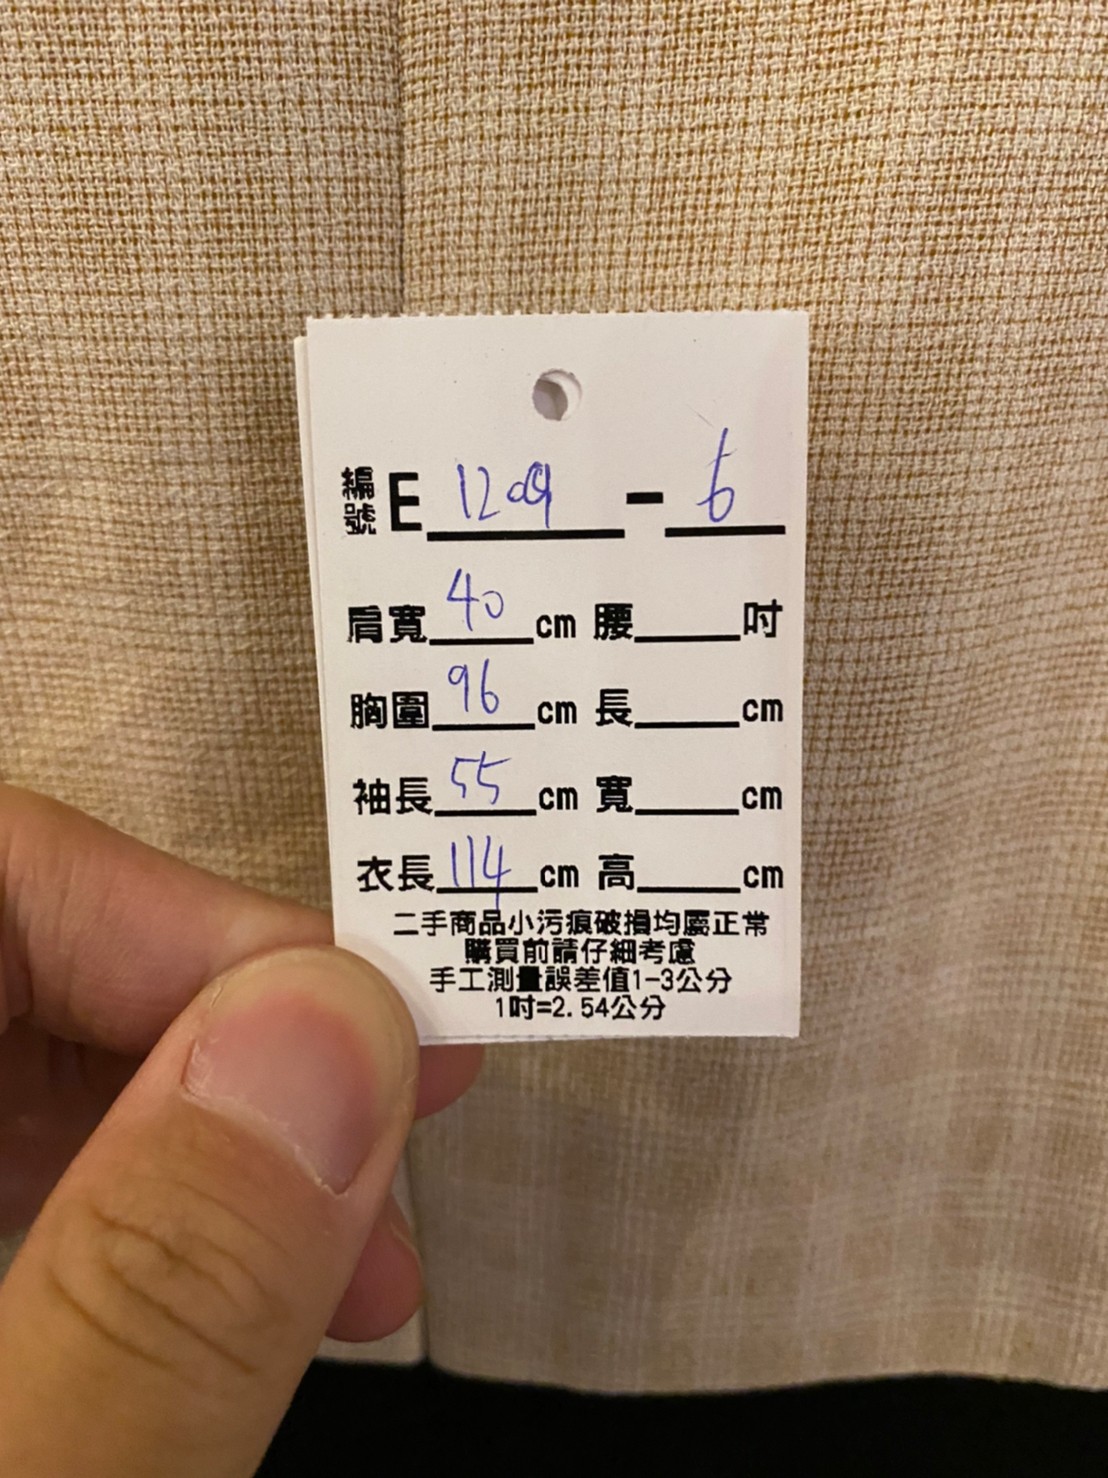 編號 E 1209 - 6
肩寬 40 cm 腰 吋
胸圍 96 cm 長 cm
袖長 55 cm 寬 cm
衣長 114 cm 高 cm
二手商品小污痕破損均屬正常
購買前請仔細考慮
手工測量誤差值1-3公分
1吋=2.54公分